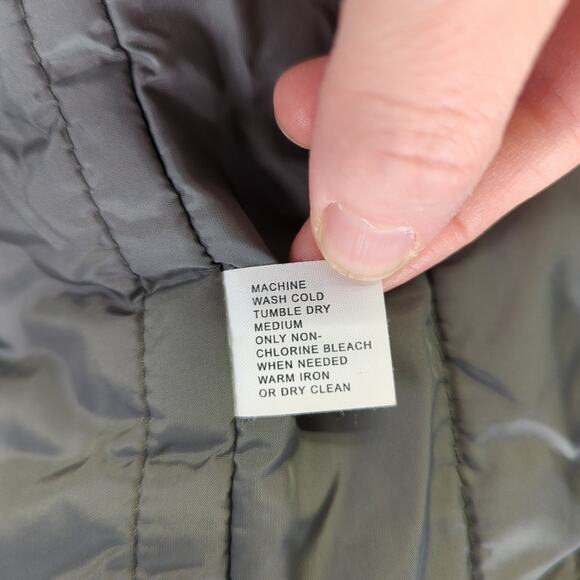 MACHINE
WASH COLD
TUMBLE DRY
MEDIUM
ONLY NON-
CHLORINE BLEACH
WHEN NEEDED
WARM IRON
OR DRY CLEAN